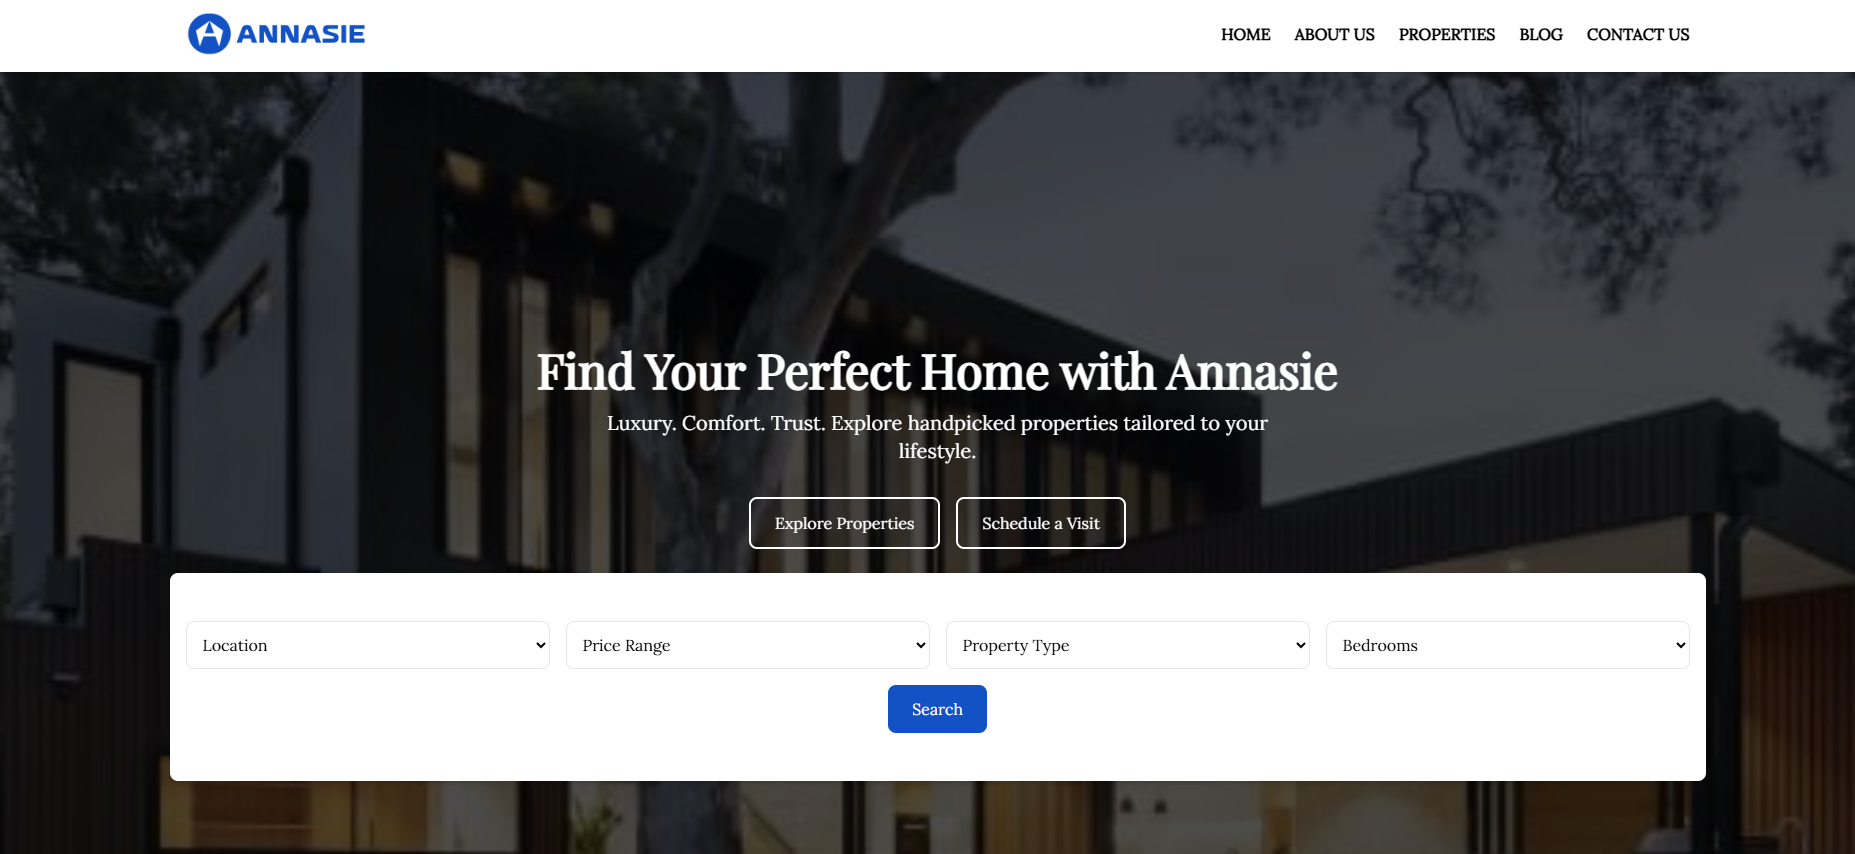 ANNASIE
HOME ABOUT US PROPERTIES BLOG CONTACT US
Find Your Perfect Home with Annasie
Luxury. Comfort. Trust. Explore handpicked properties tailored to your
lifestyle.
Explore Properties Schedule a Visit
Location Price Range Property Type Bedrooms
Search